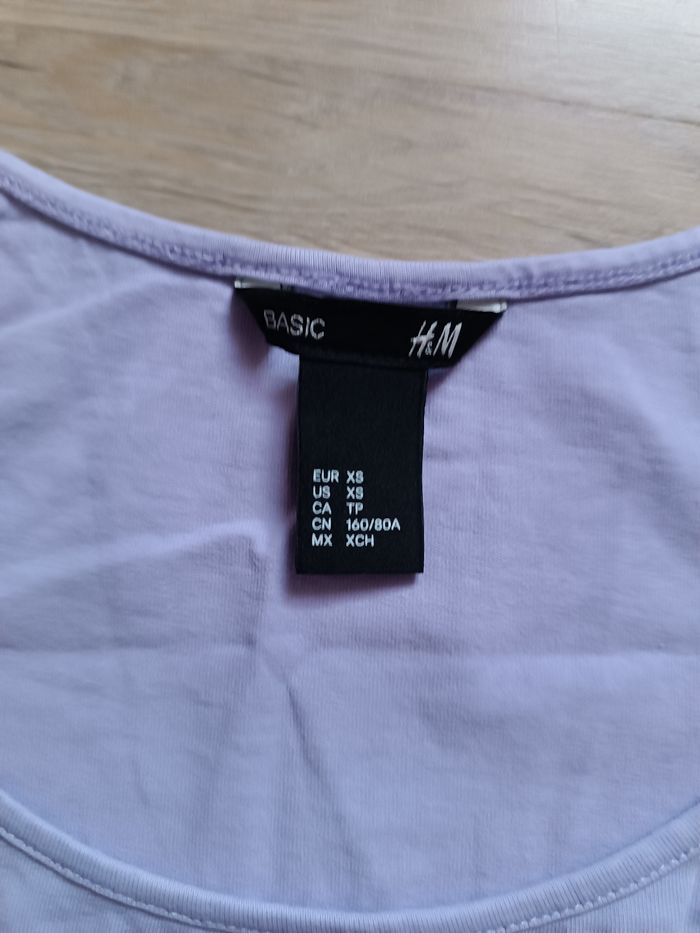 BASIC H&M
EUR XS
US XS
CA TP
CN 160/80A
MX XCH